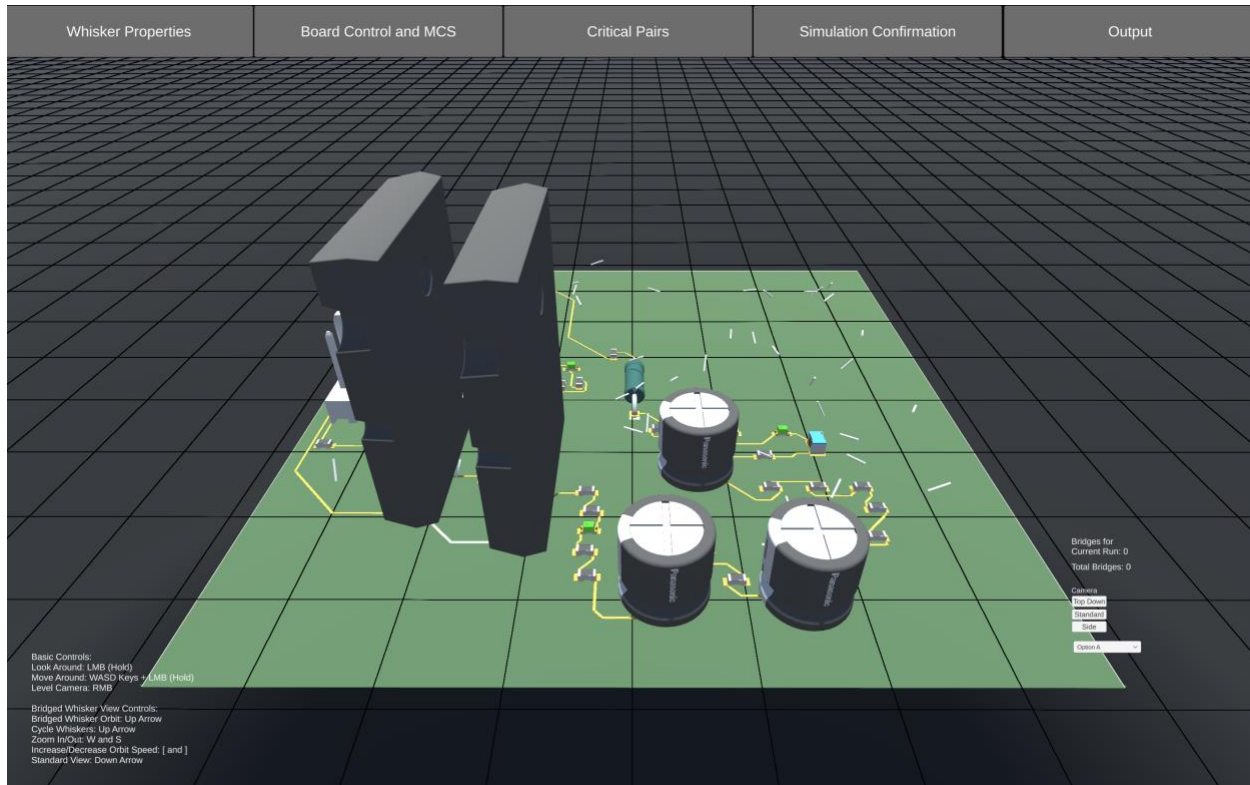 Whisker Properties
Board Control and MCS
Critical Pairs
Simulation Confirmation
Output
Panasonic
Panasonic
Panasonic
Bridges for
Current Run: 0
Total Bridges: 0
Camera
Top Down
Standard
Side
Option A
Basic Controls:
Look Around: LMB (Hold)
Move Around: WASD Keys + LMB (Hold)
Level Camera: RMB
Bridged Whisker View Controls:
Bridged Whisker Orbit: Up Arrow
Cycle Whiskers: Up Arrow
Zoom In/Out: W and S
Increase/Decrease Orbit Speed: [ and ]
Standard View: Down Arrow